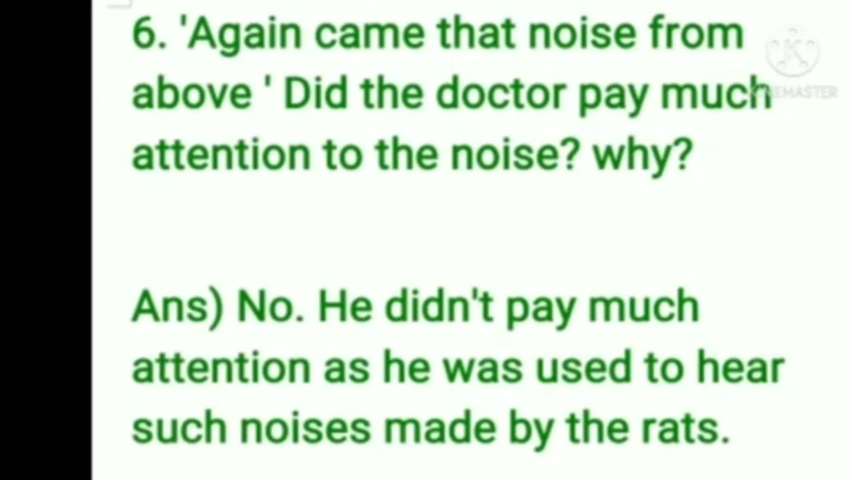 6. 'Again came that noise from
above ' Did the doctor pay much
attention to the noise? why?
Ans) No. He didn't pay much
attention as he was used to hear
such noises made by the rats.